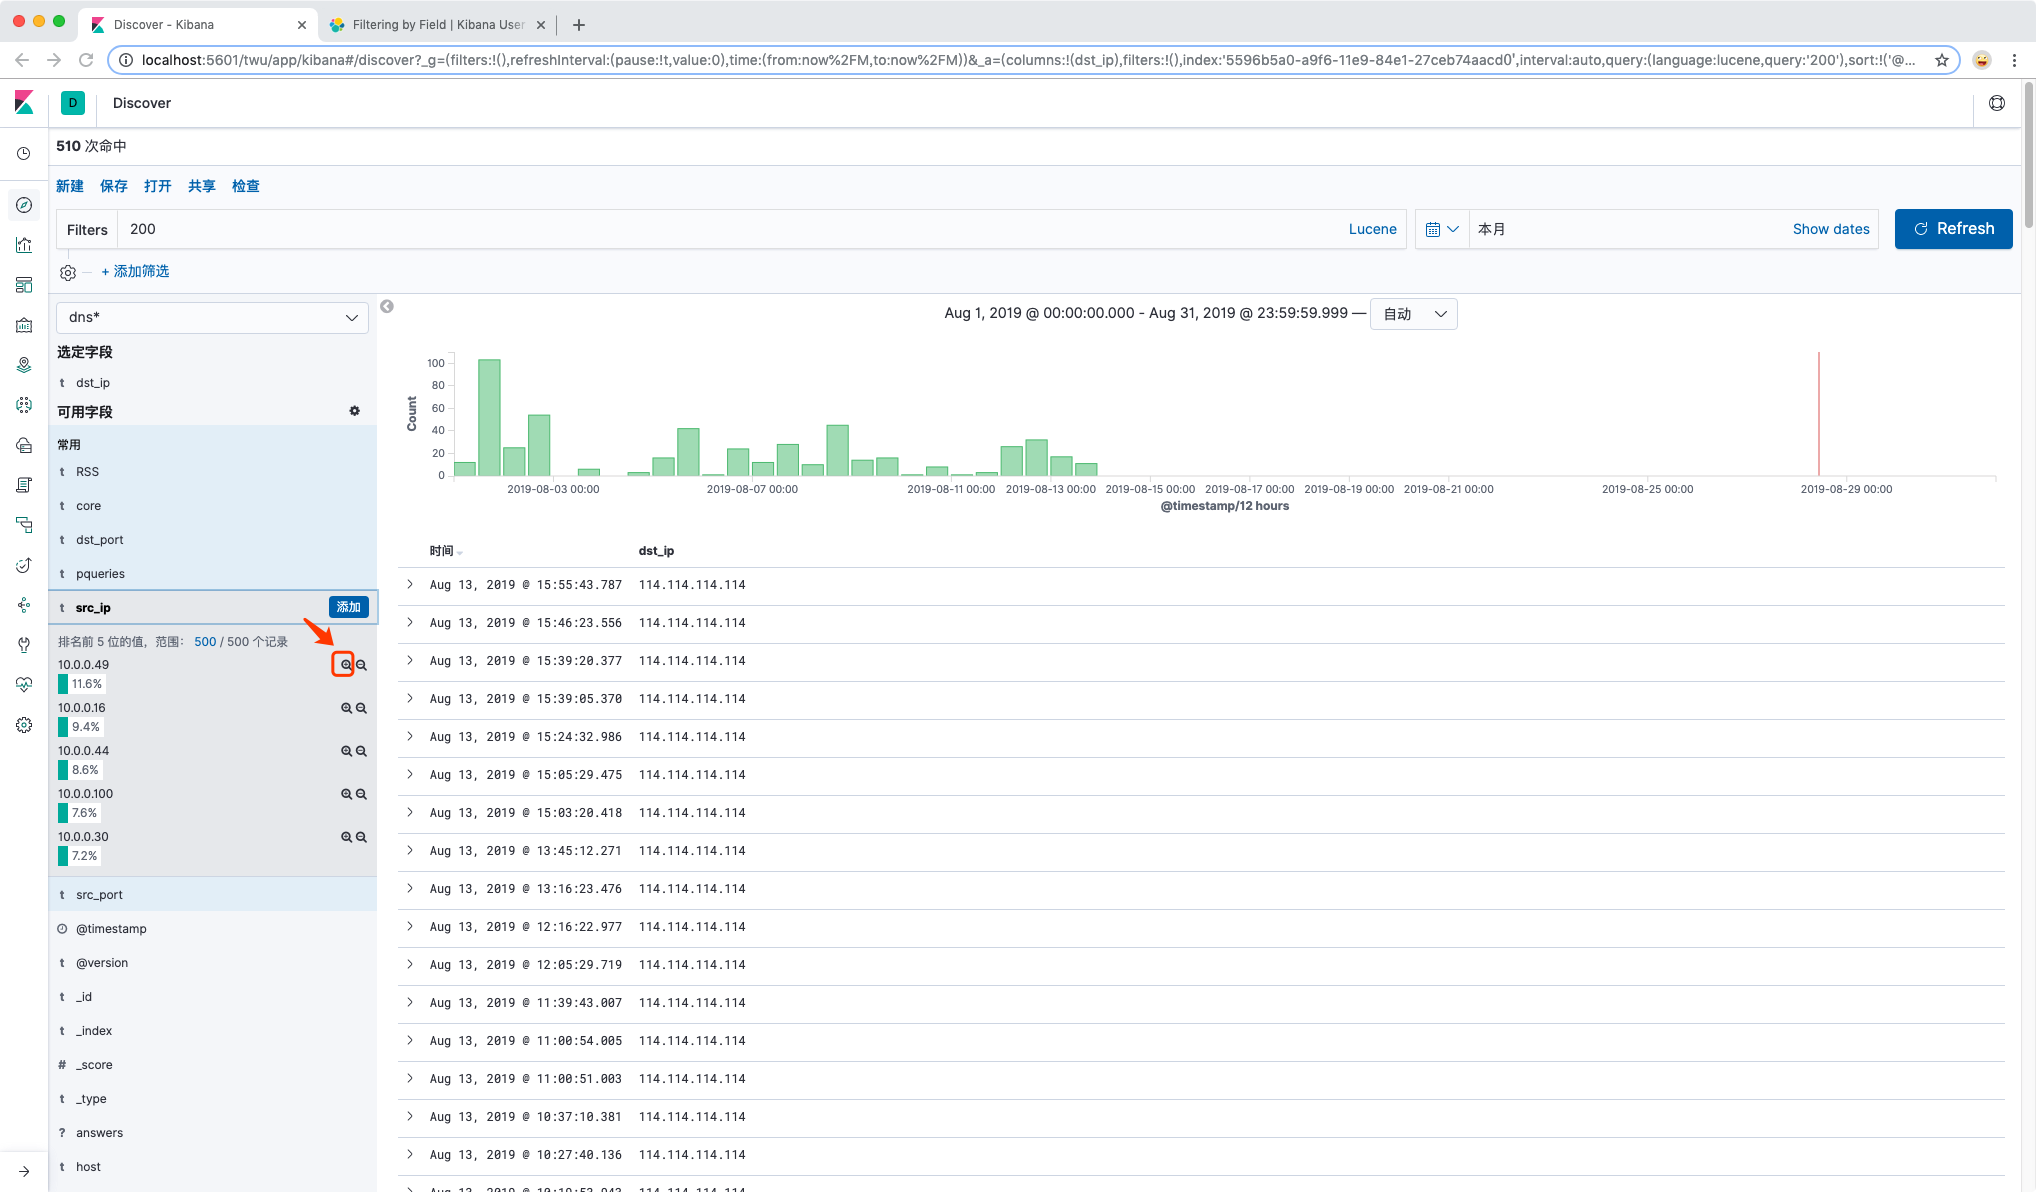 Discover - Kibana
Filtering by Field | Kibana User
localhost:5601/twu/app/kibana#/discover?_g=(filters:!(),refreshInterval:(pause:!t,value:0),time:(from:now%2FM,to:now%2FM))&_a=(columns:!(dst_ip),filters:!(),index:'5596b5a0-a9f6-11e9-84e1-27ceb74aacd0',interval:auto,query:(language:lucene,query:'200'),sort:!('@...
D
Discover
510 次命中
新建 保存 打开 共享 检查
Filters 200 Lucene 本月 Show dates Refresh
+ 添加筛选
dns*
选定字段
t dst_ip
可用字段
常用
t RSS
t core
t dst_port
t pqueries
t src_ip 添加
排名前 5 位的值，范围： 500 / 500 个记录
10.0.0.49
11.6%
10.0.0.16
9.4%
10.0.0.44
8.6%
10.0.0.100
7.6%
10.0.0.30
7.2%
t src_port
@timestamp
t @version
t _id
t _index
# _score
t _type
? answers
t host
Aug 1, 2019 @ 00:00:00.000 - Aug 31, 2019 @ 23:59:59.999 — 自动
Count
100
80
60
40
20
0
2019-08-03 00:00 2019-08-07 00:00 2019-08-11 00:00 2019-08-13 00:00 2019-08-15 00:00 2019-08-17 00:00 2019-08-19 00:00 2019-08-21 00:00 2019-08-25 00:00 2019-08-29 00:00
@timestamp/12 hours
时间 dst_ip
Aug 13, 2019 @ 15:55:43.787 114.114.114.114
Aug 13, 2019 @ 15:46:23.556 114.114.114.114
Aug 13, 2019 @ 15:39:20.377 114.114.114.114
Aug 13, 2019 @ 15:39:05.370 114.114.114.114
Aug 13, 2019 @ 15:24:32.986 114.114.114.114
Aug 13, 2019 @ 15:05:29.475 114.114.114.114
Aug 13, 2019 @ 15:03:20.418 114.114.114.114
Aug 13, 2019 @ 13:45:12.271 114.114.114.114
Aug 13, 2019 @ 13:16:23.476 114.114.114.114
Aug 13, 2019 @ 12:16:22.977 114.114.114.114
Aug 13, 2019 @ 12:05:29.719 114.114.114.114
Aug 13, 2019 @ 11:39:43.007 114.114.114.114
Aug 13, 2019 @ 11:00:54.005 114.114.114.114
Aug 13, 2019 @ 11:00:51.003 114.114.114.114
Aug 13, 2019 @ 10:37:10.381 114.114.114.114
Aug 13, 2019 @ 10:27:40.136 114.114.114.114